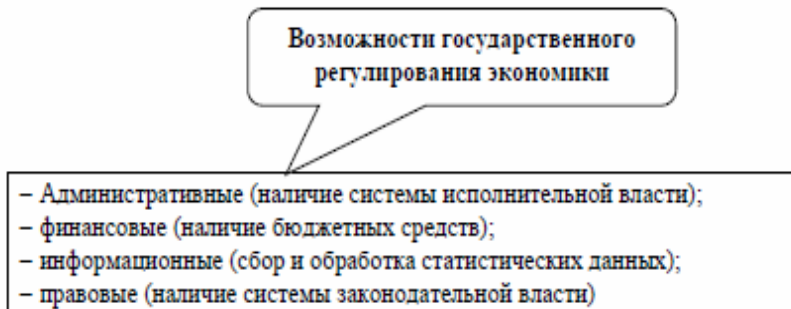 Возможности государственного
регулирования экономики
– Административные (наличие системы исполнительной власти);
– финансовые (наличие бюджетных средств);
– информационные (сбор и обработка статистических данных);
– правовые (наличие системы законодательной власти)